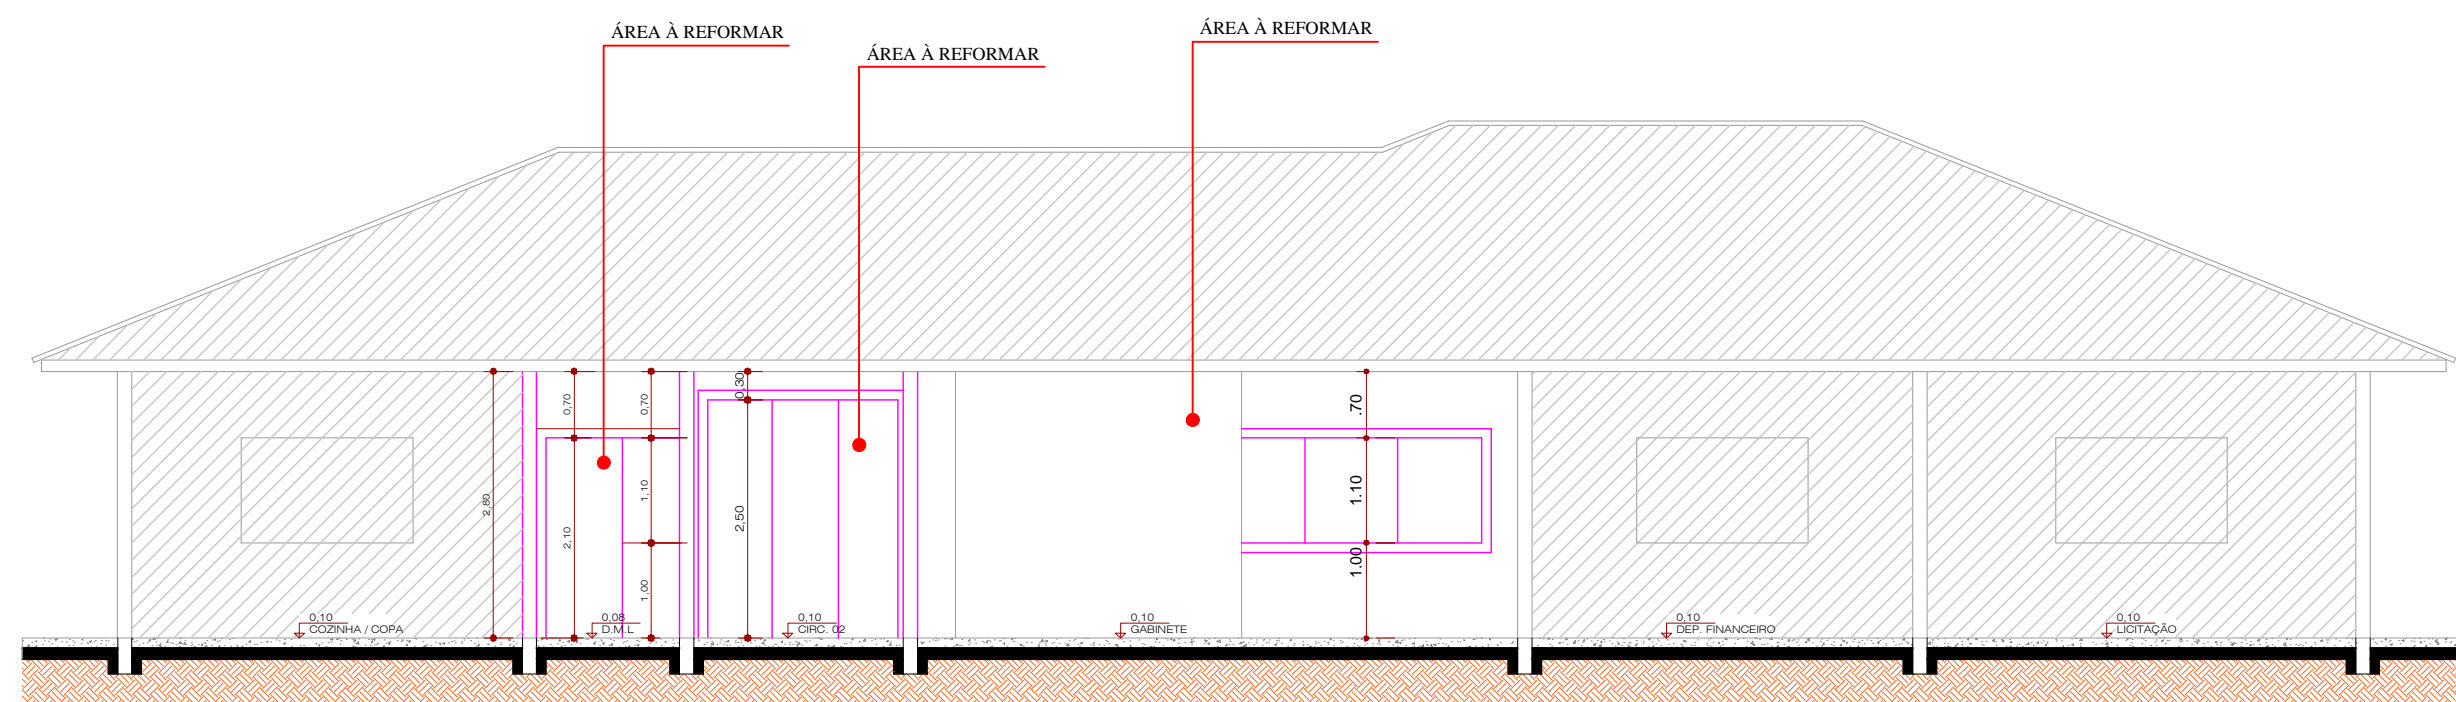 ÁREA À REFORMAR
ÁREA À REFORMAR
ÁREA À REFORMAR
0,70
0,70
0,30
.70
2,80
2,10
1,10
2,50
1.10
1,00
1.00
0,10
COZINHA / COPA
0,08
D.M.L
0,10
CIRC. 02
0,10
GABINETE
0,10
DEP. FINANCEIRO
0,10
LICITAÇÃO